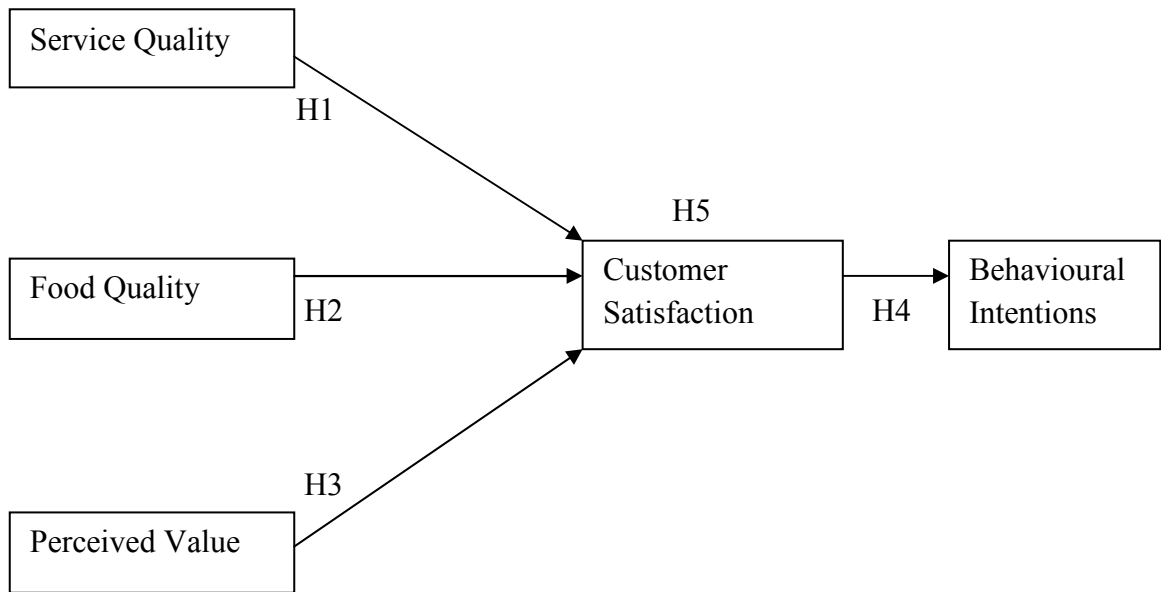 Service Quality
H1
H5
Customer
Satisfaction
Behavioural
Intentions
H4
Food Quality
H2
H3
Perceived Value